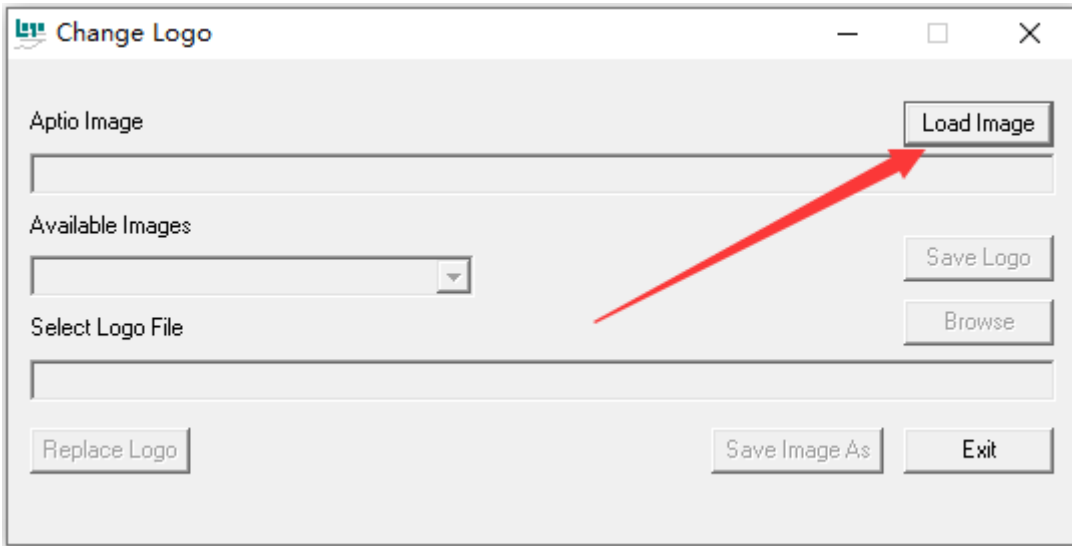 Change Logo
Aptio Image
Load Image
Available Images
Save Logo
Select Logo File
Browse
Replace Logo
Save Image As
Exit